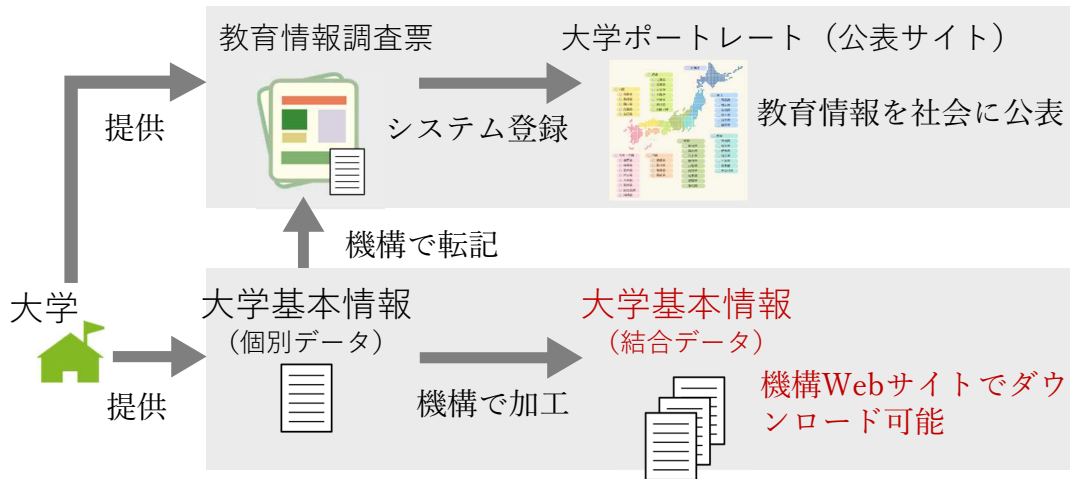 教育情報調査票
大学ポートレート（公表サイト）
提供
システム登録
教育情報を社会に公表
機構で転記
大学
大学基本情報
（個別データ）
大学基本情報
（結合データ）
提供
機構で加工
機構Webサイトでダウ
ンロード可能